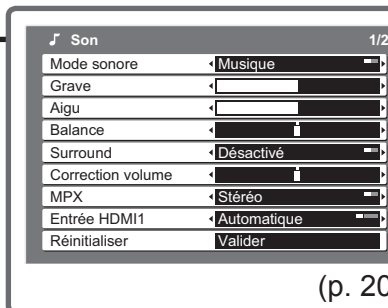 Son 1/2
Mode sonore Musique
Grave
Aigu
Balance
Surround Désactivé
Correction volume
MPX Stéréo
Entrée HDMI1 Automatique
Réinitialiser Valider
(p. 20